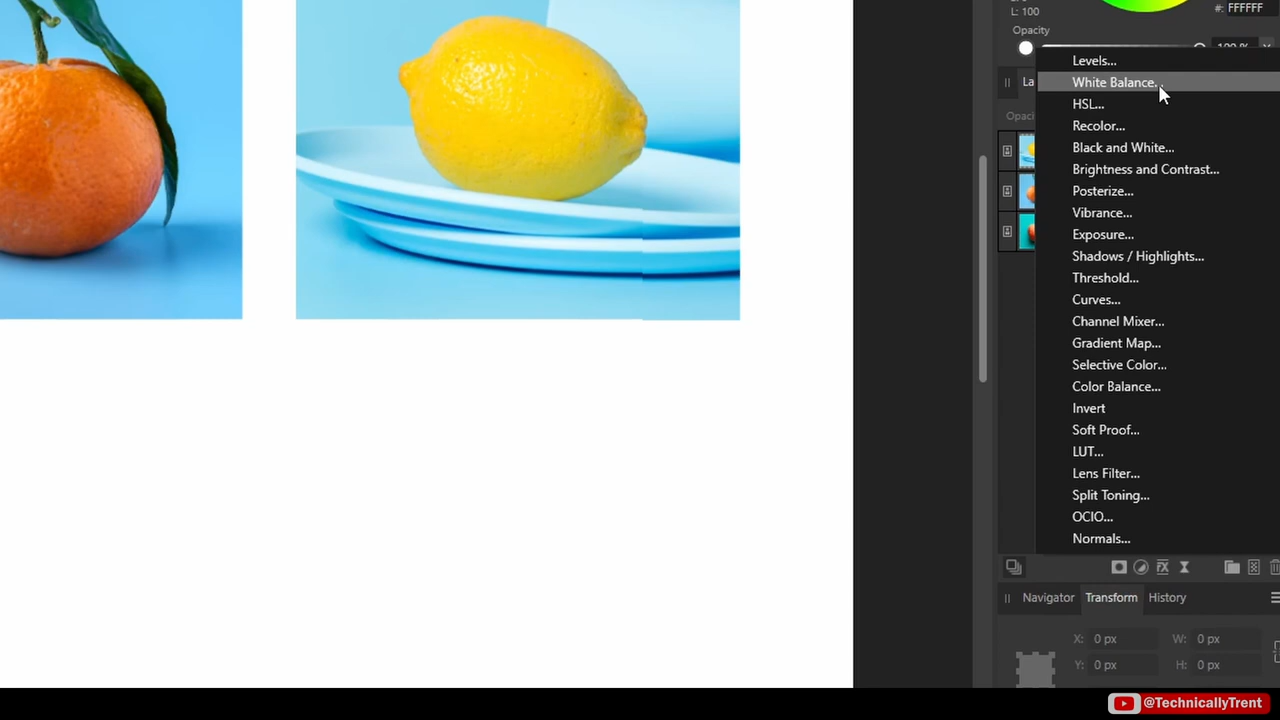 L: 100
#: FFFFFF
Opacity
Levels...
La
White Balance...
Opaci
HSL...
Recolor...
Black and White...
Brightness and Contrast...
Posterize...
Vibrance...
Exposure...
Shadows / Highlights...
Threshold...
Curves...
Channel Mixer...
Gradient Map...
Selective Color...
Color Balance...
Invert
Soft Proof...
LUT...
Lens Filter...
Split Toning...
OCIO...
Normals...
Navigator Transform History
X: 0 px W: 0 px
Y: 0 px H: 0 px
@TechnicallyTrent